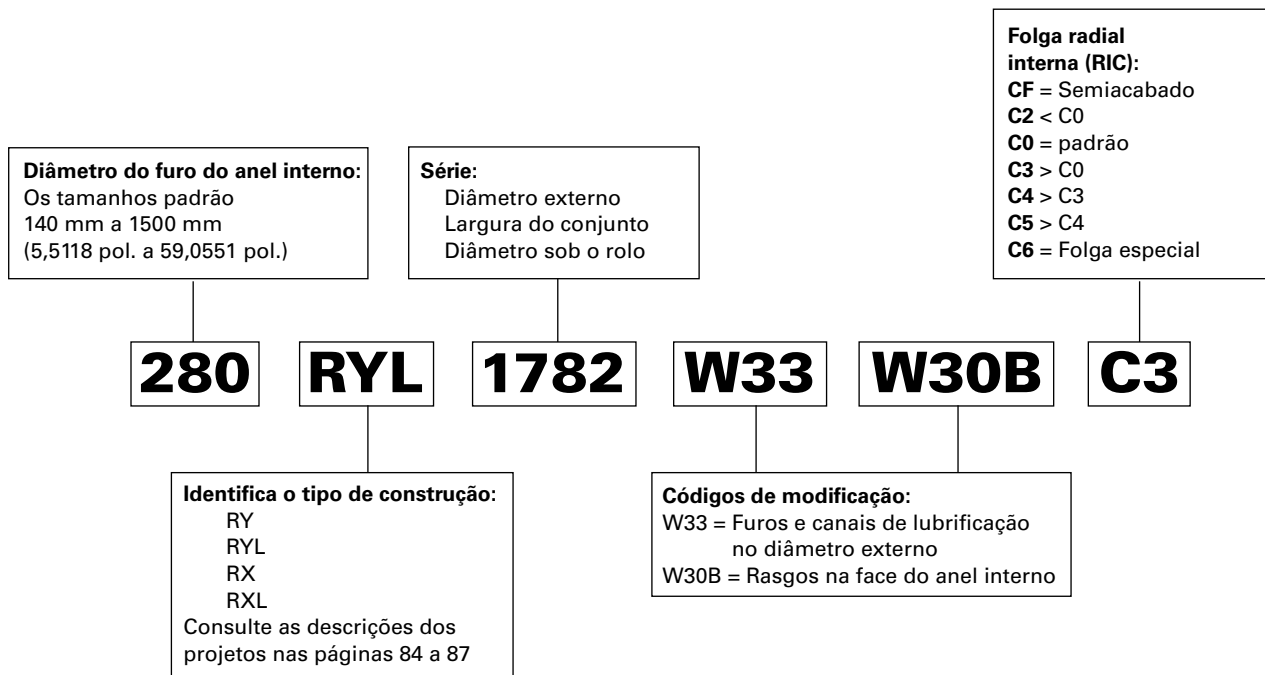 Folga radial
interna (RIC):
CF = Semiacabado
C2 < C0
C0 = padrão
C3 > C0
C4 > C3
C5 > C4
C6 = Folga especial
Diâmetro do furo do anel interno:
Os tamanhos padrão
140 mm a 1500 mm
(5,5118 pol. a 59,0551 pol.)
Série:
Diâmetro externo
Largura do conjunto
Diâmetro sob o rolo
280 RYL 1782 W33 W30B C3
Identifica o tipo de construção:
RY
RYL
RX
RXL
Consulte as descrições dos
projetos nas páginas 84 a 87
Códigos de modificação:
W33 = Furos e canais de lubrificação
no diâmetro externo
W30B = Rasgos na face do anel interno